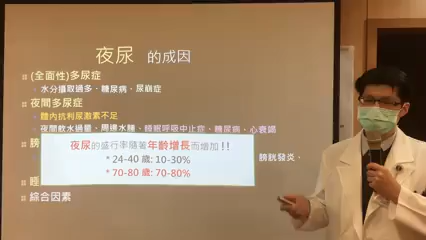 夜尿 的成因
(全面性)多尿症
水分攝取過多、糖尿病、尿崩症
夜間多尿症
體內抗利尿激素不足
夜間飲水過量、周邊水腫、睡眠呼吸中止症、糖尿病、心衰竭
膀
膀胱發炎、
夜尿的盛行率隨著年齡增長而增加!!
* 24-40 歲: 10-30%
* 70-80 歲: 70-80%
睡
綜合因素